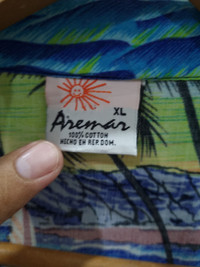 XL
Aremar
100% COTTON
HECHO EN REP. DOM.